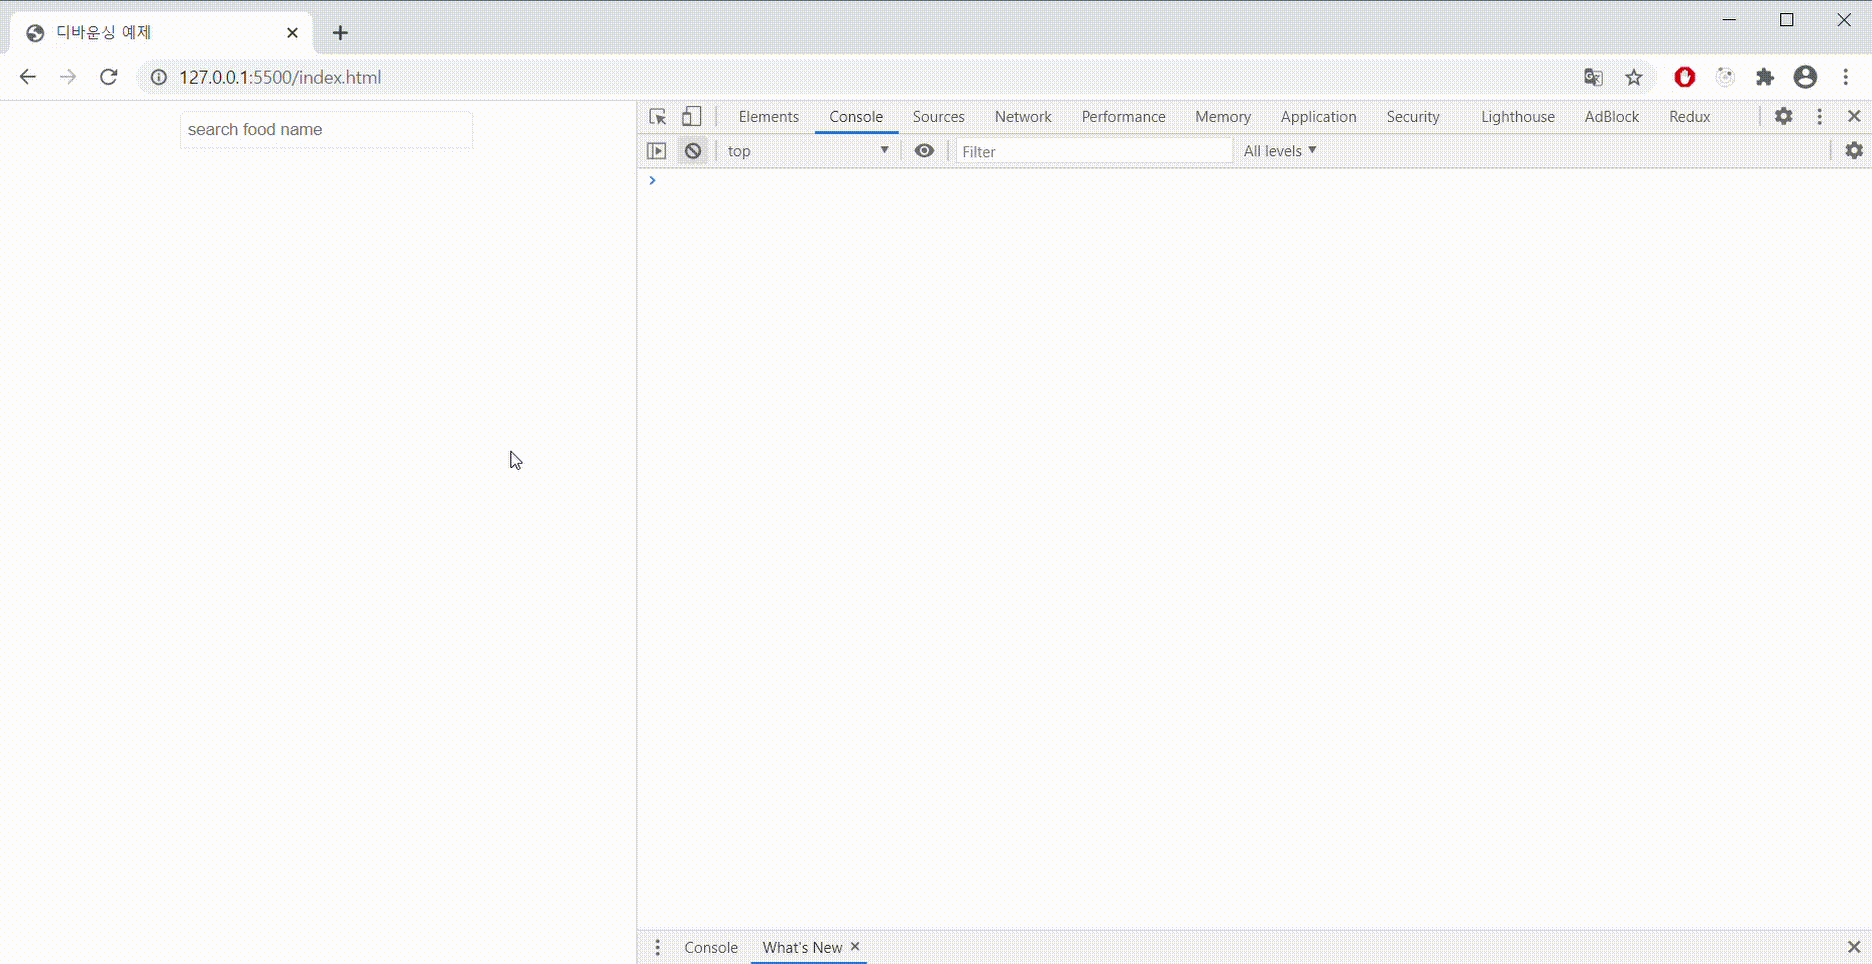 디바운싱 예제
127.0.0.1:5500/index.html
search food name
Elements Console Sources Network Performance Memory Application Security Lighthouse AdBlock Redux
top Filter All levels
Console What's New